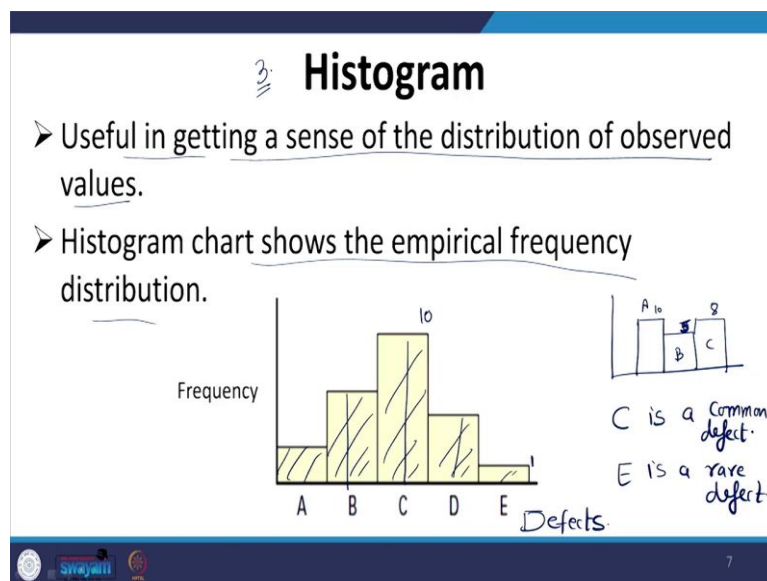 3. Histogram
➤ Useful in getting a sense of the distribution of observed
values.
➤ Histogram chart shows the empirical frequency
distribution.
10
Frequency
1
A B C D E
Defects.
A 10 5 8
B C
C is a common
defect.
E is a rare
defect
swayam
7